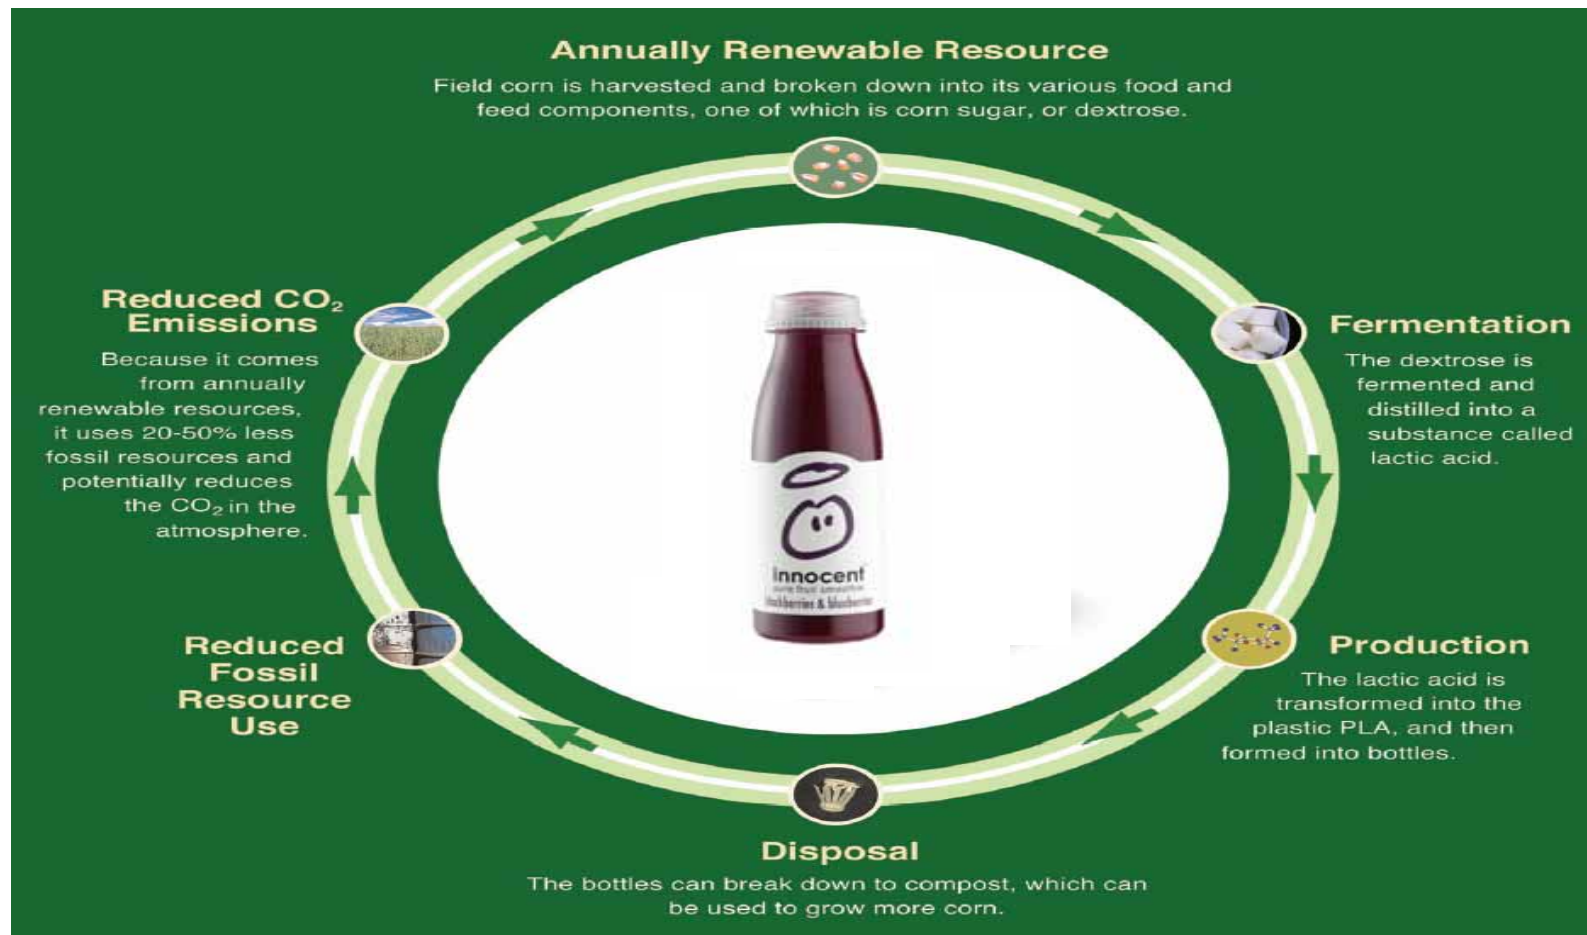 Annually Renewable Resource
Field corn is harvested and broken down into its various food and
feed components, one of which is corn sugar, or dextrose.
Fermentation
The dextrose is
fermented and
distilled into a
substance called
lactic acid.
Production
The lactic acid is
transformed into the
plastic PLA, and then
formed into bottles.
Disposal
The bottles can break down to compost, which can
be used to grow more corn.
Reduced
Fossil
Resource
Use
Reduced CO₂
Emissions
Because it comes
from annually
renewable resources,
it uses 20-50% less
fossil resources and
potentially reduces
the CO₂ in the
atmosphere.
innocent
pure fruit smoothie
blackberries & blueberries